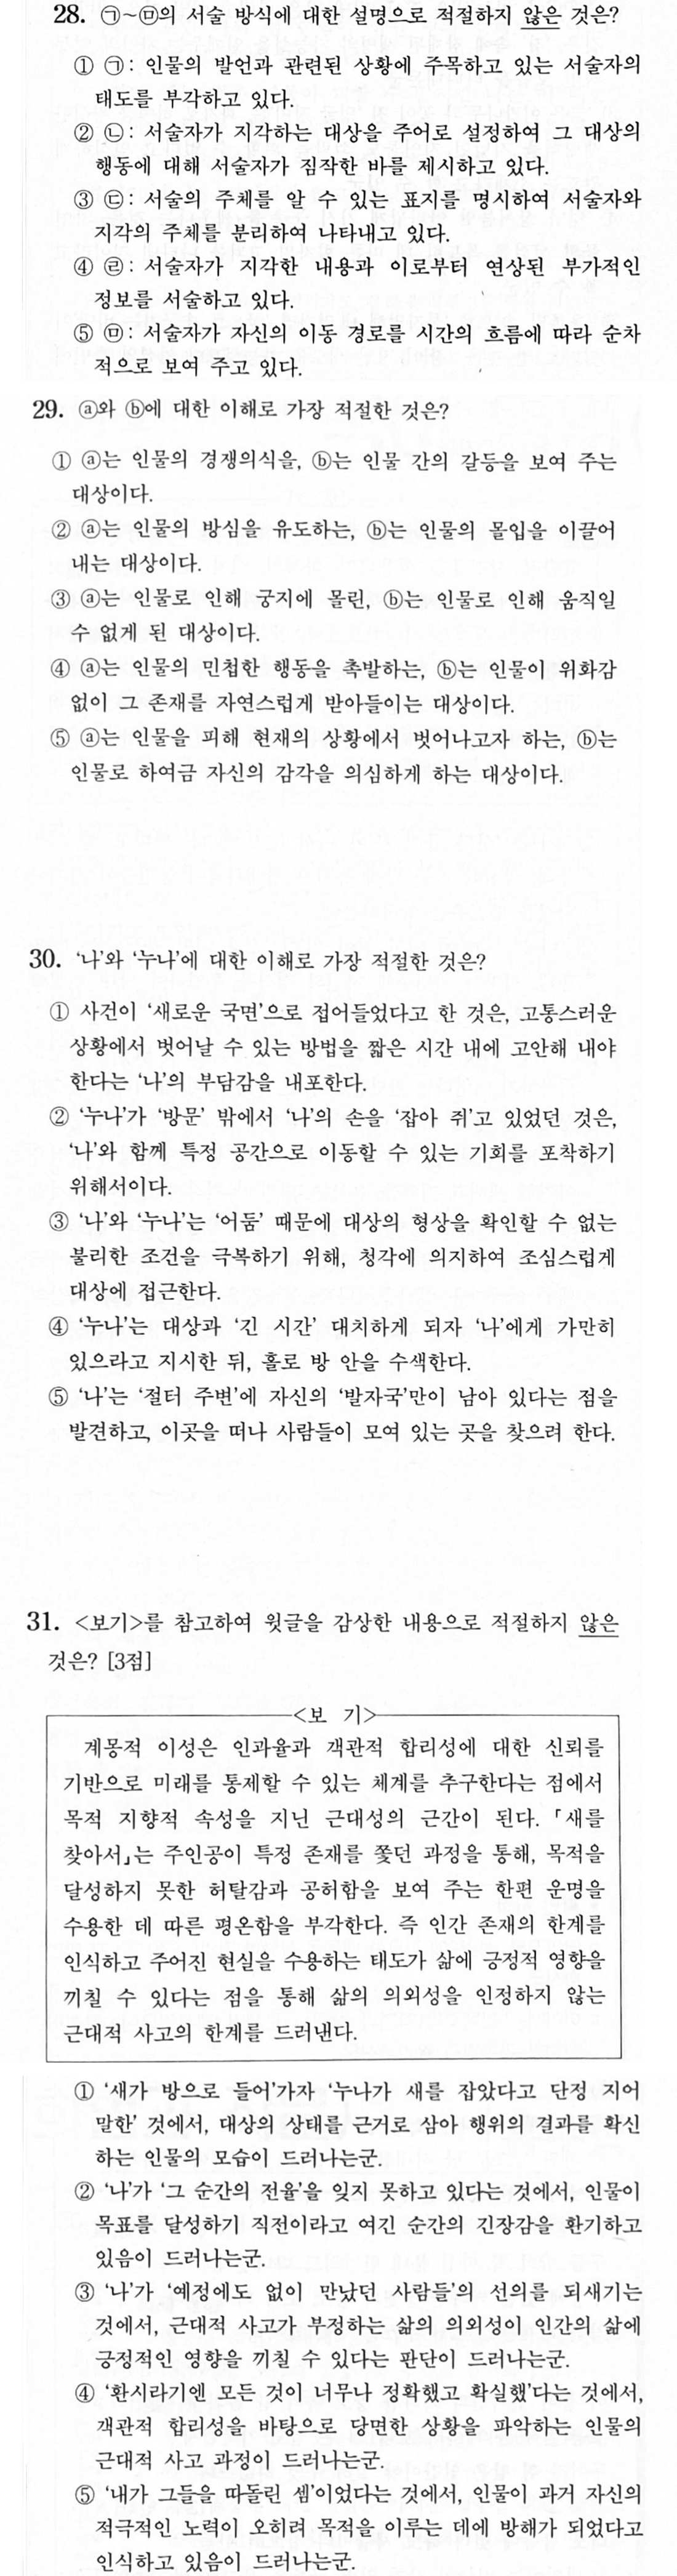 28. ㉠~㉤의 서술 방식에 대한 설명으로 적절하지 않은 것은?
① ㉠: 인물의 발언과 관련된 상황에 주목하고 있는 서술자의
태도를 부각하고 있다.
② ㉡: 서술자가 지각하는 대상을 주어로 설정하여 그 대상의
행동에 대해 서술자가 짐작한 바를 제시하고 있다.
③ ㉢: 서술의 주체를 알 수 있는 표지를 명시하여 서술자와
지각의 주체를 분리하여 나타내고 있다.
④ ㉣: 서술자가 지각한 내용과 이로부터 연상된 부가적인
정보를 서술하고 있다.
⑤ ㉤: 서술자가 자신의 이동 경로를 시간의 흐름에 따라 순차
적으로 보여 주고 있다.
29. ⓐ와 ⓑ에 대한 이해로 가장 적절한 것은?
① ⓐ는 인물의 경쟁의식을, ⓑ는 인물 간의 갈등을 보여 주는
대상이다.
② ⓐ는 인물의 방심을 유도하는, ⓑ는 인물의 몰입을 이끌어
내는 대상이다.
③ ⓐ는 인물로 인해 궁지에 몰린, ⓑ는 인물로 인해 움직일
수 없게 된 대상이다.
④ ⓐ는 인물의 민첩한 행동을 촉발하는, ⓑ는 인물이 위화감
없이 그 존재를 자연스럽게 받아들이는 대상이다.
⑤ ⓐ는 인물을 피해 현재의 상황에서 벗어나고자 하는, ⓑ는
인물로 하여금 자신의 감각을 의심하게 하는 대상이다.
30. ‘나’와 ‘누나’에 대한 이해로 가장 적절한 것은?
① 사건이 ‘새로운 국면’으로 접어들었다고 한 것은, 고통스러운
상황에서 벗어날 수 있는 방법을 짧은 시간 내에 고안해 내야
한다는 ‘나’의 부담감을 내포한다.
② ‘누나’가 ‘방문’ 밖에서 ‘나’의 손을 ‘잡아 쥐’고 있었던 것은,
‘나’와 함께 특정 공간으로 이동할 수 있는 기회를 포착하기
위해서이다.
③ ‘나’와 ‘누나’는 ‘어둠’ 때문에 대상의 형상을 확인할 수 없는
불리한 조건을 극복하기 위해, 청각에 의지하여 조심스럽게
대상에 접근한다.
④ ‘누나’는 대상과 ‘긴 시간’ 대치하게 되자 ‘나’에게 가만히
있으라고 지시한 뒤, 홀로 방 안을 수색한다.
⑤ ‘나’는 ‘절터 주변’에 자신의 ‘발자국’만이 남아 있다는 점을
발견하고, 이곳을 떠나 사람들이 모여 있는 곳을 찾으려 한다.
31. <보기>를 참고하여 윗글을 감상한 내용으로 적절하지 않은
것은? [3점]
<보 기>
계몽적 이성은 인과율과 객관적 합리성에 대한 신뢰를
기반으로 미래를 통제할 수 있는 체계를 추구한다는 점에서
목적 지향적 속성을 지닌 근대성의 근간이 된다. 「새를
찾아서」는 주인공이 특정 존재를 쫓던 과정을 통해, 목적을
달성하지 못한 허탈감과 공허함을 보여 주는 한편 운명을
수용한 데 따른 평온함을 부각한다. 즉 인간 존재의 한계를
인식하고 주어진 현실을 수용하는 태도가 삶에 긍정적 영향을
끼칠 수 있다는 점을 통해 삶의 의외성을 인정하지 않는
근대적 사고의 한계를 드러낸다.
① ‘새가 방으로 들어’가자 ‘누나가 새를 잡았다고 단정 지어
말한’ 것에서, 대상의 상태를 근거로 삼아 행위의 결과를 확신
하는 인물의 모습이 드러나는군.
② ‘나’가 ‘그 순간의 전율’을 잊지 못하고 있다는 것에서, 인물이
목표를 달성하기 직전이라고 여긴 순간의 긴장감을 환기하고
있음이 드러나는군.
③ ‘나’가 ‘예정에도 없이 만났던 사람들’의 선의를 되새기는
것에서, 근대적 사고가 부정하는 삶의 의외성이 인간의 삶에
긍정적인 영향을 끼칠 수 있다는 판단이 드러나는군.
④ ‘환시라기엔 모든 것이 너무나 정확했고 확실했’다는 것에서,
객관적 합리성을 바탕으로 당면한 상황을 파악하는 인물의
근대적 사고 과정이 드러나는군.
⑤ ‘내가 그들을 따돌린 셈’이었다는 것에서, 인물이 과거 자신의
적극적인 노력이 오히려 목적을 이루는 데에 방해가 되었다고
인식하고 있음이 드러나는군.